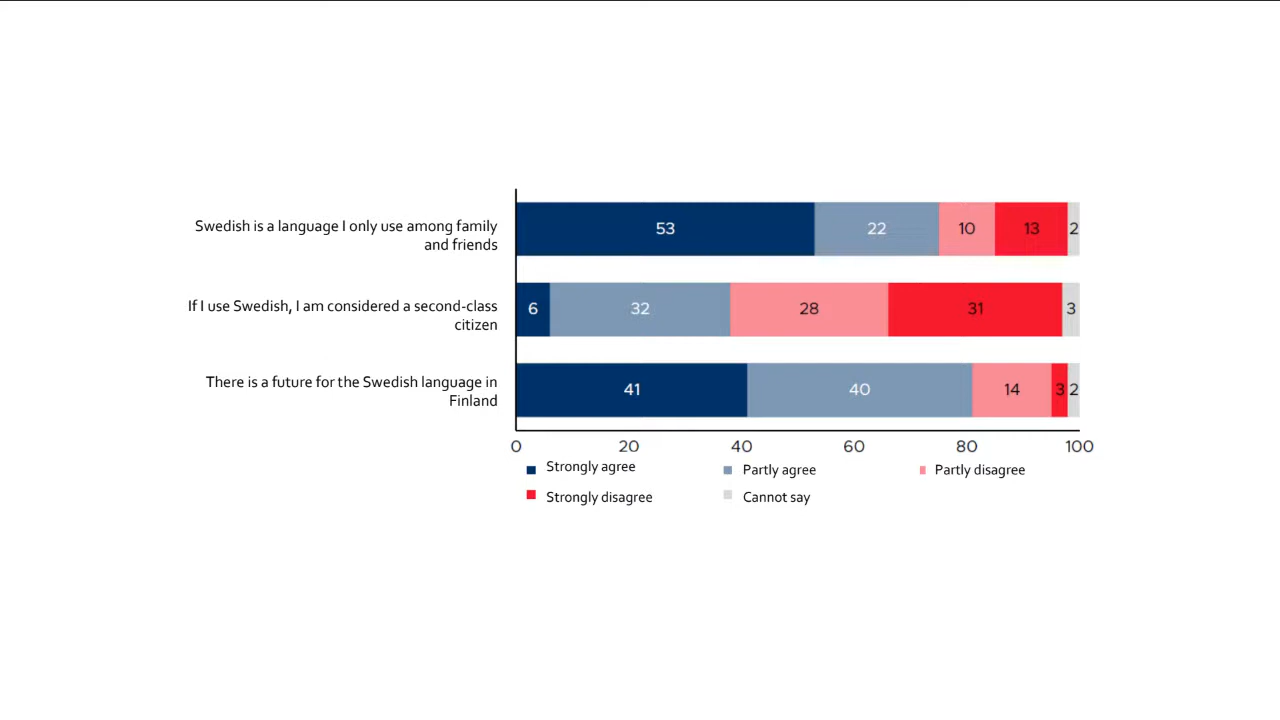 Swedish is a language I only use among family
and friends
53 22 10 13 2
If I use Swedish, I am considered a second-class
citizen
6 32 28 31 3
There is a future for the Swedish language in
Finland
41 40 14 3 2
0 20 40 60 80 100
Strongly agree Partly agree Partly disagree
Strongly disagree Cannot say